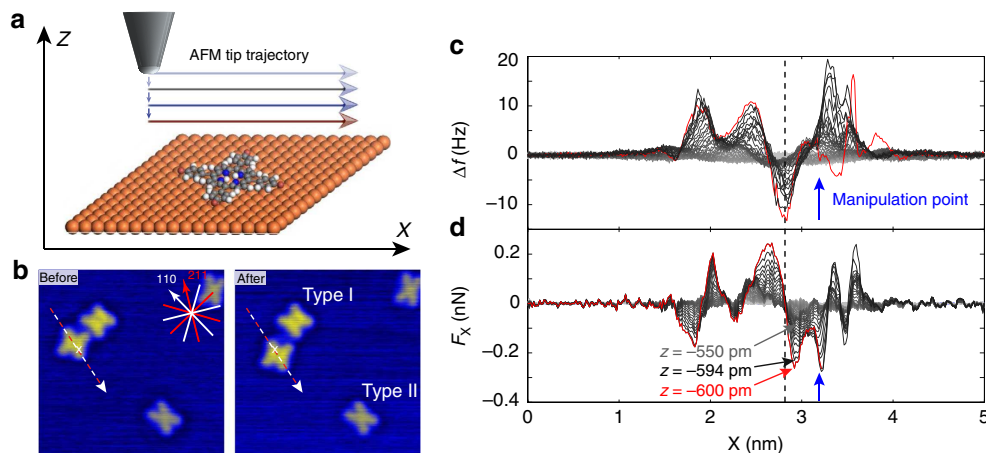 a
Z
AFM tip trajectory
X
b
Before
110
211
After
Type I
Type II
c
20
10
0
−10
Δf (Hz)
Manipulation point
d
0.2
0
−0.2
−0.4
Fx (nN)
z = −550 pm
z = −594 pm
z = −600 pm
0 1 2 3 4 5
X (nm)